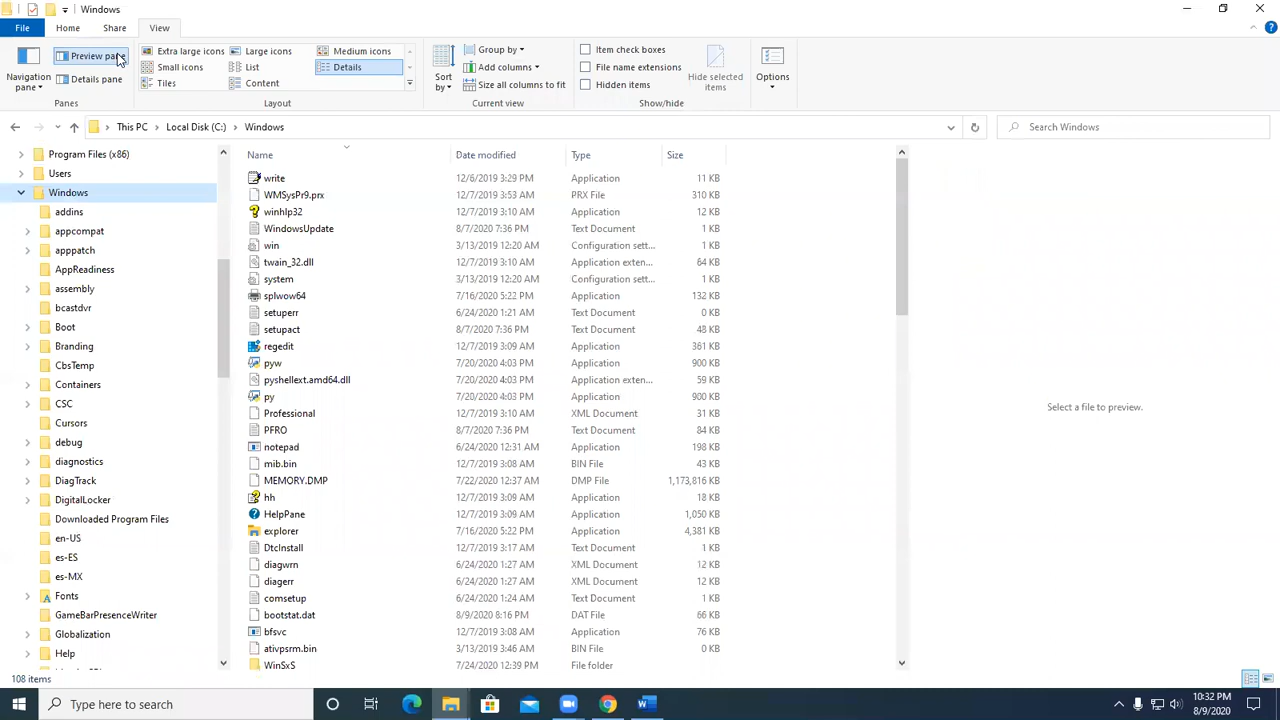 Windows
File Home Share View
Navigation pane
Preview pane
Details pane
Panes
Extra large icons Large icons Medium icons
Small icons List Details
Tiles Content
Layout
Sort by
Group by
Add columns
Size all columns to fit
Current view
Item check boxes
File name extensions
Hidden items
Hide selected items
Show/hide
Options
This PC > Local Disk (C:) > Windows
Search Windows
Program Files (x86)
Users
Windows
addins
appcompat
apppatch
AppReadiness
assembly
bcastdvr
Boot
Branding
CbsTemp
Containers
CSC
Cursors
debug
diagnostics
DiagTrack
DigitalLocker
Downloaded Program Files
en-US
es-ES
es-MX
Fonts
GameBarPresenceWriter
Globalization
Help
Name Date modified Type Size
write 12/6/2019 3:29 PM Application 11 KB
WMSysPr9.prx 12/7/2019 3:53 AM PRX File 310 KB
winhlp32 12/7/2019 3:10 AM Application 12 KB
WindowsUpdate 8/7/2020 7:36 PM Text Document 1 KB
win 3/13/2019 12:20 AM Configuration sett... 1 KB
twain_32.dll 12/7/2019 3:10 AM Application exten... 64 KB
system 3/13/2019 12:20 AM Configuration sett... 1 KB
splwow64 7/16/2020 5:22 PM Application 132 KB
setuperr 6/24/2020 1:21 AM Text Document 0 KB
setupact 8/7/2020 7:36 PM Text Document 48 KB
regedit 12/7/2019 3:09 AM Application 361 KB
pyw 7/20/2020 4:03 PM Application 900 KB
pyshellext.amd64.dll 7/20/2020 4:03 PM Application exten... 59 KB
py 7/20/2020 4:03 PM Application 900 KB
Professional 12/7/2019 3:10 AM XML Document 31 KB
PFRO 8/7/2020 7:36 PM Text Document 84 KB
notepad 6/24/2020 12:31 AM Application 198 KB
mib.bin 12/7/2019 3:08 AM BIN File 43 KB
MEMORY.DMP 7/22/2020 12:37 AM DMP File 1,173,816 KB
hh 12/7/2019 3:09 AM Application 18 KB
HelpPane 12/7/2019 3:09 AM Application 1,050 KB
explorer 7/16/2020 5:22 PM Application 4,381 KB
DtcInstall 12/7/2019 3:17 AM Text Document 1 KB
diagwrn 6/24/2020 1:27 AM XML Document 12 KB
diagerr 6/24/2020 1:27 AM XML Document 12 KB
comsetup 6/24/2020 1:24 AM Text Document 1 KB
bootstat.dat 8/9/2020 8:16 PM DAT File 66 KB
bfsvc 12/7/2019 3:08 AM Application 76 KB
ativpsrm.bin 3/13/2019 3:46 AM BIN File 0 KB
WinSxS 7/24/2020 12:39 PM File folder
Select a file to preview.
108 items
Type here to search
10:32 PM
8/9/2020